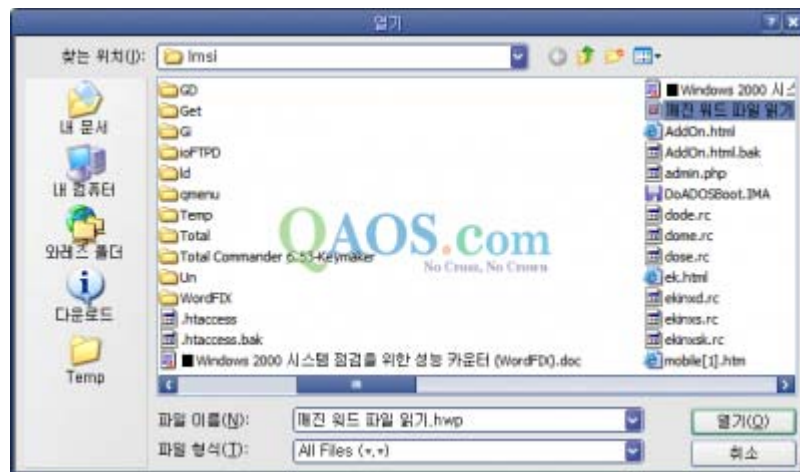 열기
찾는 위치(I):
Imsi
내 문서
내 컴퓨터
와레즈 폴더
다운로드
Temp
GD
Get
Gi
ioFTPD
ld
qmenu
Temp
Total
Total Commander 6.53-Keymaker
Un
WordFIX
.htaccess
.htaccess.bak
■Windows 2000 시스템 점검을 위한 성능 카운터 (WordFIX).doc
■Windows 2000 시스
깨진 워드 파일 읽기
AddOn.html
AddOn.html.bak
admin.php
DoADOSBoot.IMA
dode.rc
dome.rc
dose.rc
ek.html
ekinxd.rc
ekinxs.rc
ekinxsk.rc
mobile[1].htm
QAOS.com
No Cross, No Crown
파일 이름(N):
깨진 워드 파일 읽기.hwp
열기(O)
파일 형식(T):
All Files (*.*)
취소